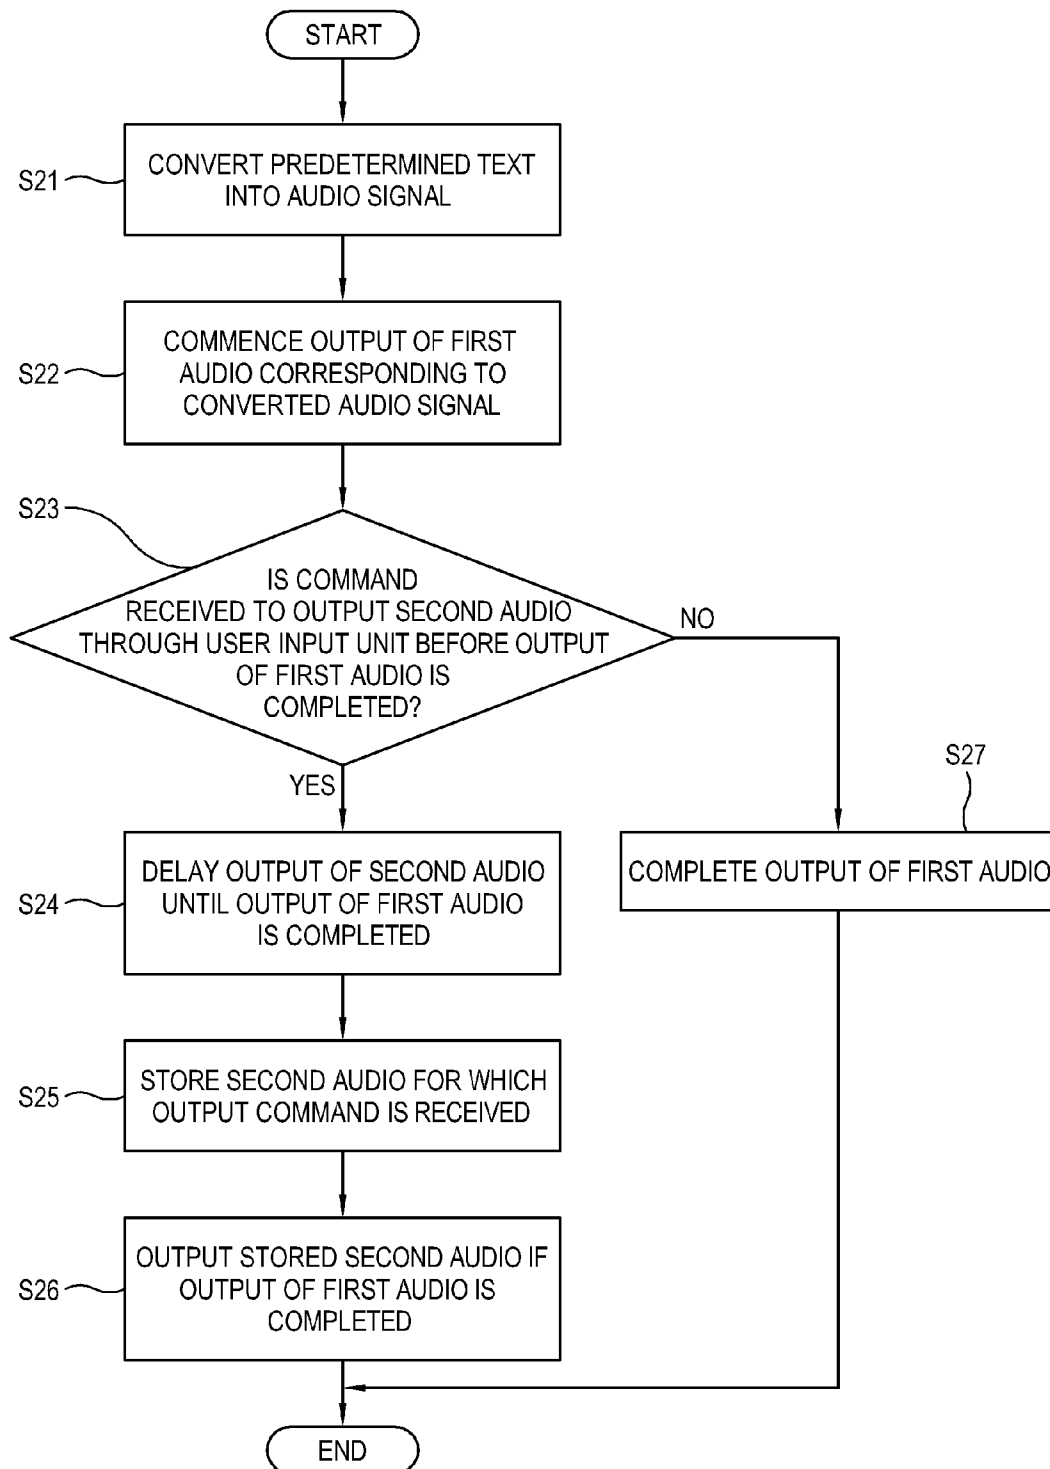 START
S21
CONVERT PREDETERMINED TEXT
INTO AUDIO SIGNAL
S22
COMMENCE OUTPUT OF FIRST
AUDIO CORRESPONDING TO
CONVERTED AUDIO SIGNAL
S23
IS COMMAND
RECEIVED TO OUTPUT SECOND AUDIO
THROUGH USER INPUT UNIT BEFORE OUTPUT
OF FIRST AUDIO IS
COMPLETED?
NO
YES
S27
COMPLETE OUTPUT OF FIRST AUDIO
S24
DELAY OUTPUT OF SECOND AUDIO
UNTIL OUTPUT OF FIRST AUDIO
IS COMPLETED
S25
STORE SECOND AUDIO FOR WHICH
OUTPUT COMMAND IS RECEIVED
S26
OUTPUT STORED SECOND AUDIO IF
OUTPUT OF FIRST AUDIO IS
COMPLETED
END